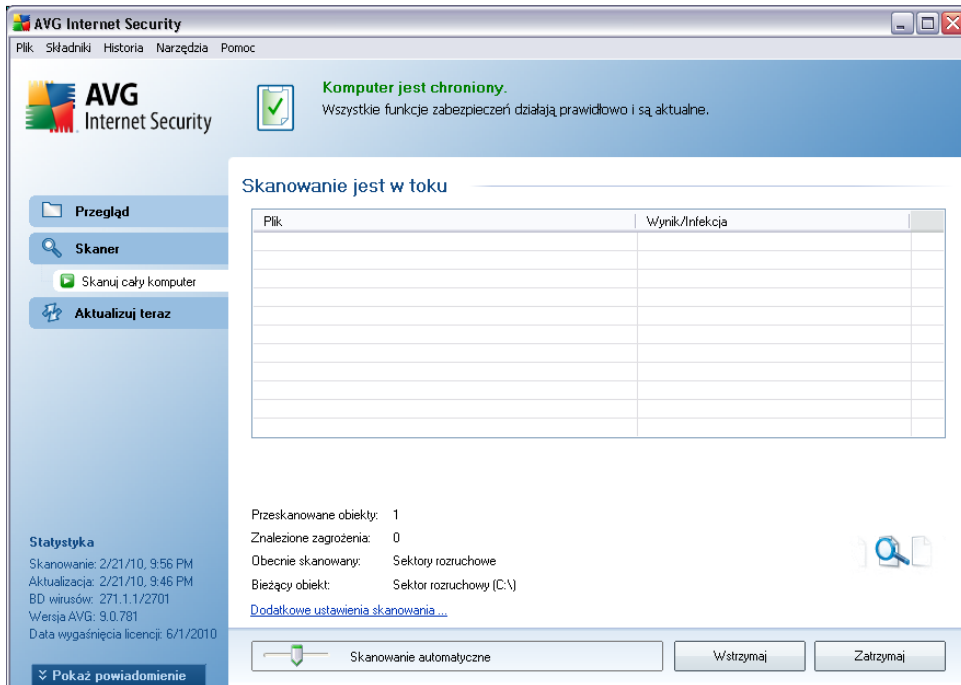 AVG Internet Security
Plik Składniki Historia Narzędzia Pomoc
AVG
Internet Security
Komputer jest chroniony.
Wszystkie funkcje zabezpieczeń działają prawidłowo i są aktualne.
Przegląd
Skaner
Skanuj cały komputer
Aktualizuj teraz
Skanowanie jest w toku
Plik Wynik/Infekcja
Przeskanowane obiekty: 1
Znalezione zagrożenia: 0
Obecnie skanowany: Sektory rozruchowe
Bieżący obiekt: Sektor rozruchowy (C:\)
Dodatkowe ustawienia skanowania ...
Statystyka
Skanowanie: 2/21/10, 9:56 PM
Aktualizacja: 2/21/10, 9:46 PM
BD wirusów: 271.1.1/2701
Wersja AVG: 9.0.781
Data wygaśnięcia licencji: 6/1/2010
Pokaż powiadomienie
Skanowanie automatyczne
Wstrzymaj
Zatrzymaj